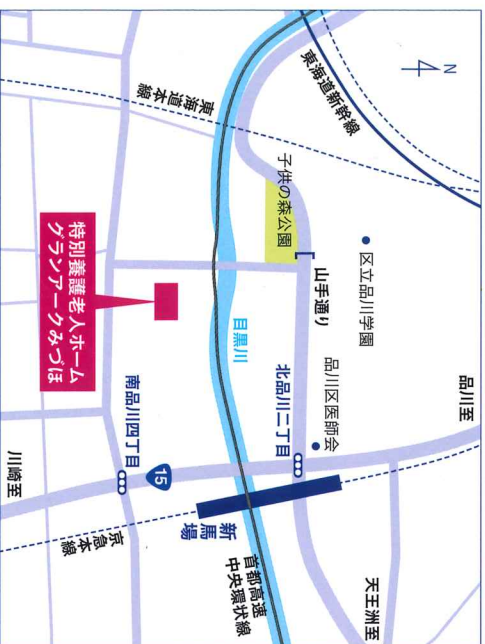 N
東海道新幹線
東海道本線
子供の森公園
山手通り
区立品川学園
品川至
品川区医師会
北品川二丁目
目黒川
特別養護老人ホーム
グランアークみづほ
南品川四丁目
15
川崎至
京急本線
新馬場
首都高速
中央環状線
天王洲至